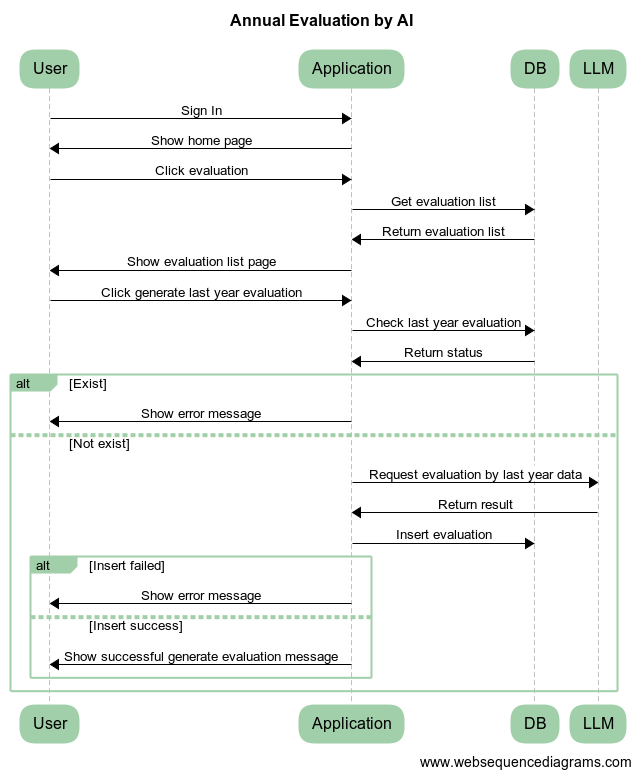 Annual Evaluation by AI
User Application DB LLM
Sign In
Show home page
Click evaluation
Get evaluation list
Return evaluation list
Show evaluation list page
Click generate last year evaluation
Check last year evaluation
Return status
alt [Exist]
Show error message
[Not exist]
Request evaluation by last year data
Return result
Insert evaluation
alt [Insert failed]
Show error message
[Insert success]
Show successful generate evaluation message
User Application DB LLM
www.websequencediagrams.com